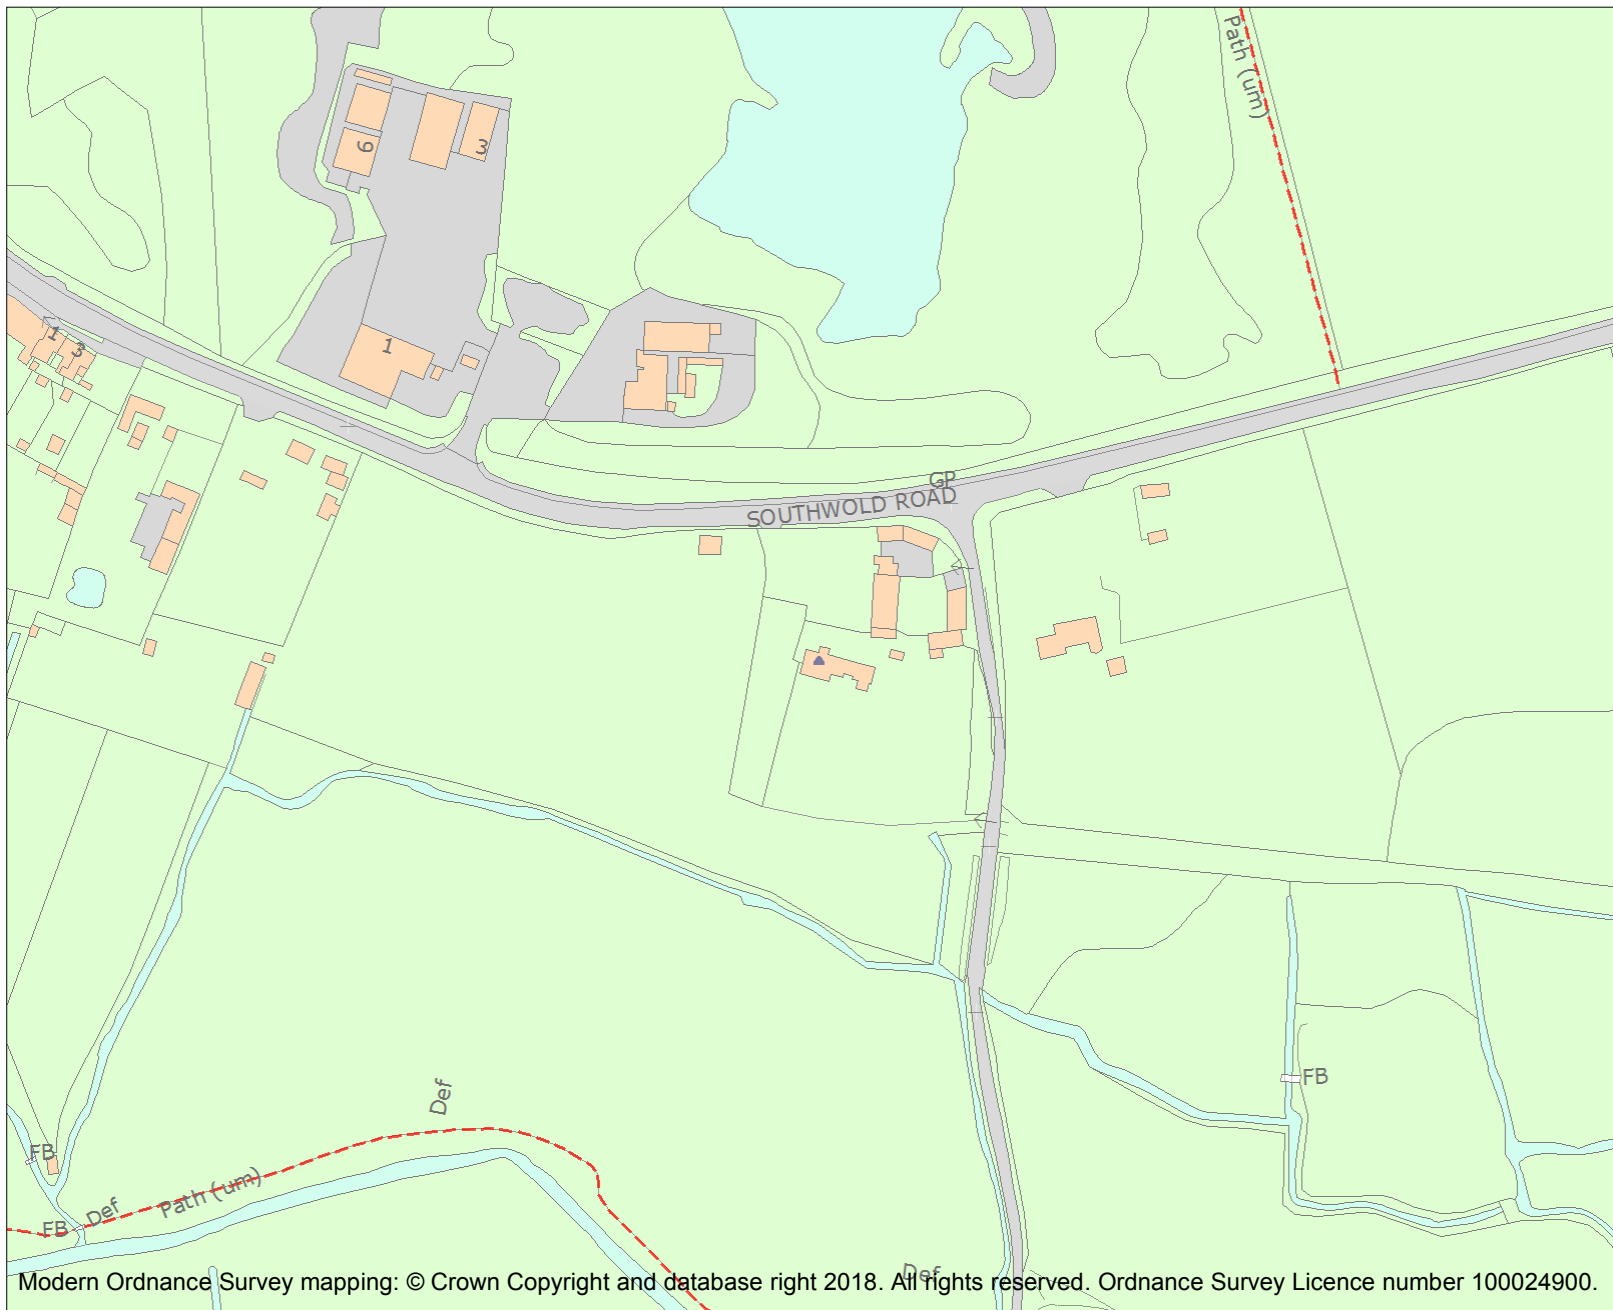 Path (um)
6
3
1
3
1
GP
SOUTHWOLD ROAD
FB
Def
FB
Path (um)
Def
FB
Def
Modern Ordnance Survey mapping: © Crown Copyright and database right 2018. All rights reserved. Ordnance Survey Licence number 100024900.